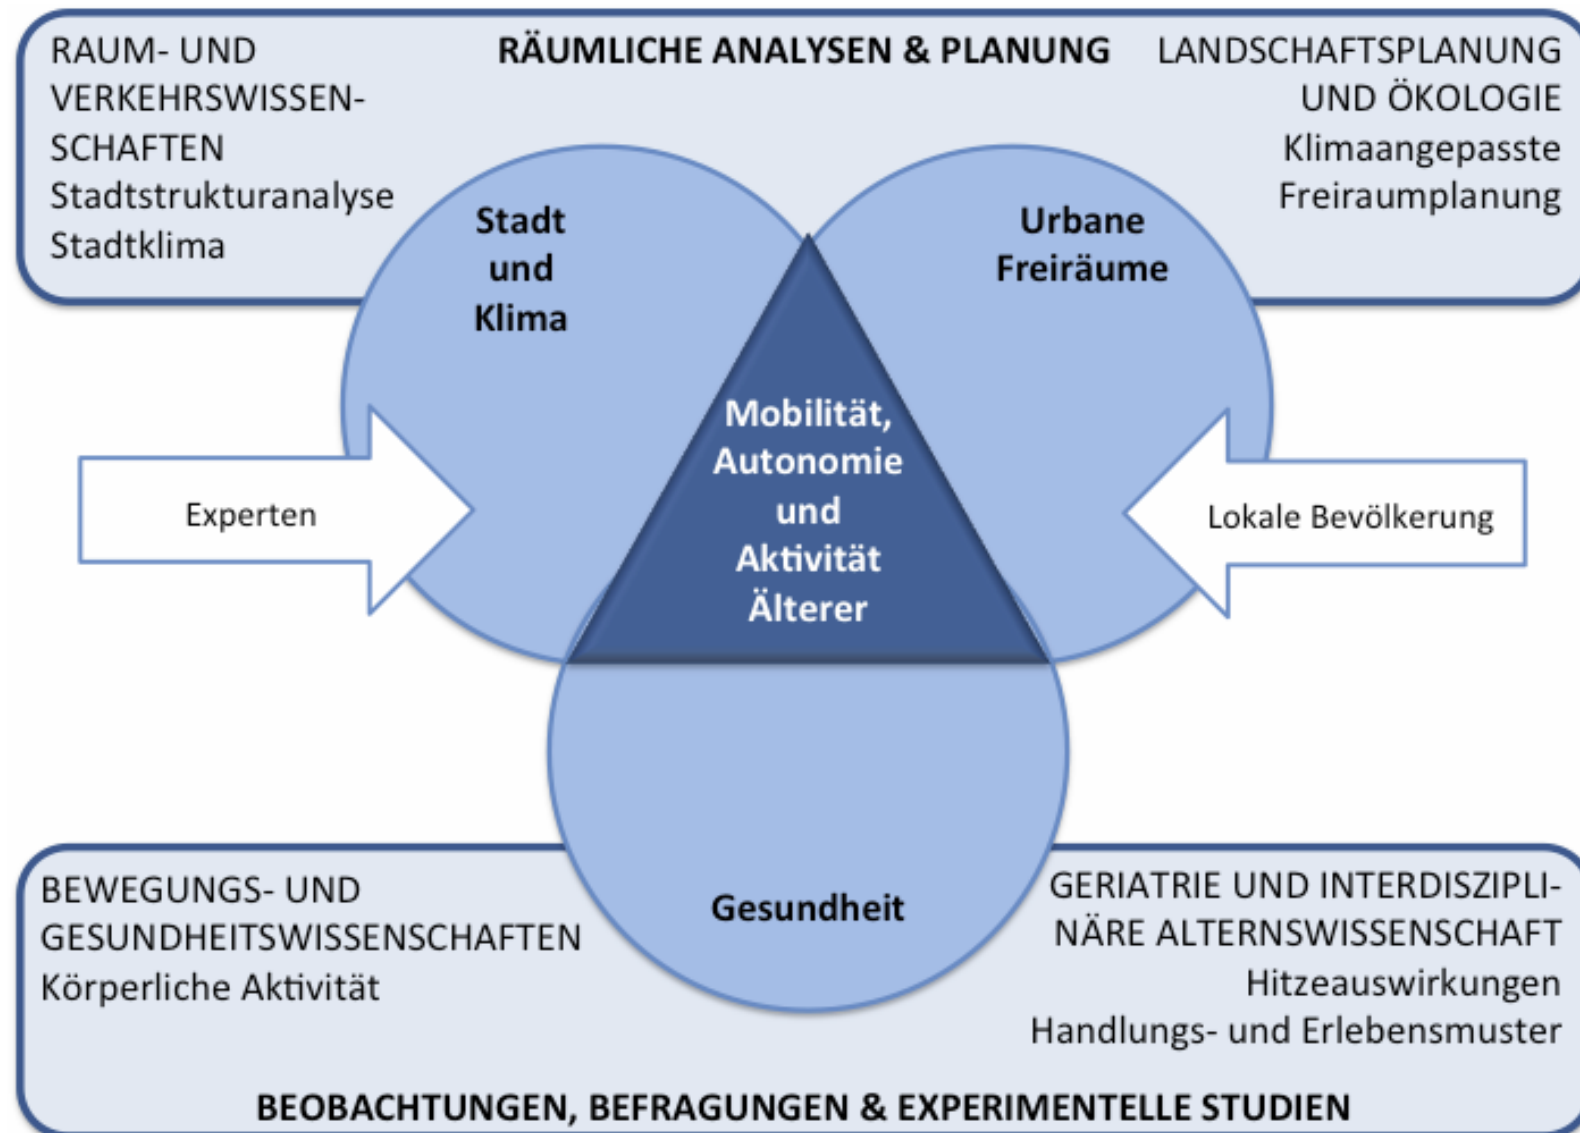 RAUM- UND
VERKEHRSWISSEN-
SCHAFTEN
Stadtstrukturanalyse
Stadtklima
RÄUMLICHE ANALYSEN & PLANUNG
LANDSCHAFTSPLANUNG
UND ÖKOLOGIE
Klimaangepasste
Freiraumplanung
Stadt
und
Klima
Urbane
Freiräume
Mobilität,
Autonomie
und
Aktivität
Älterer
Experten
Lokale Bevölkerung
Gesundheit
BEWEGUNGS- UND
GESUNDHEITSWISSENSCHAFTEN
Körperliche Aktivität
GERIATRIE UND INTERDISZIPLI-
NÄRE ALTERNSWISSENSCHAFT
Hitzeauswirkungen
Handlungs- und Erlebensmuster
BEOBACHTUNGEN, BEFRAGUNGEN & EXPERIMENTELLE STUDIEN